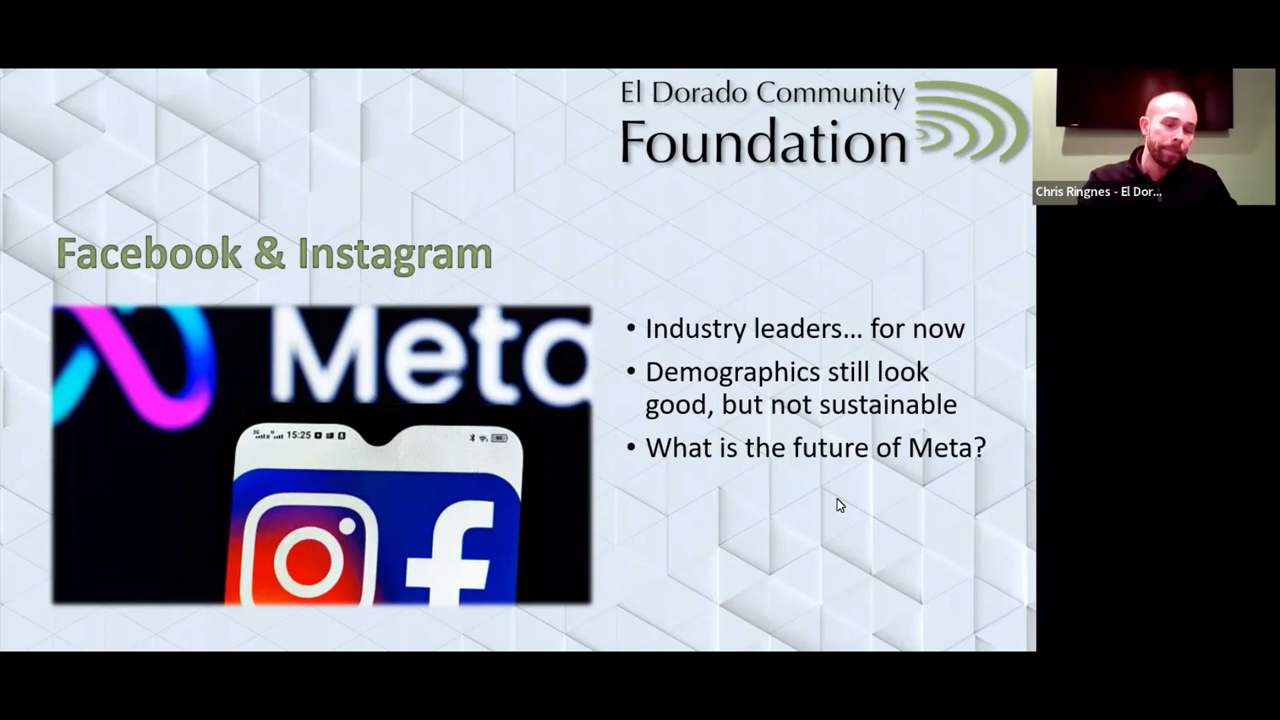 El Dorado Community
Foundation
Chris Ringnes - El Dor...
Facebook & Instagram
Meta
15:25
• Industry leaders... for now
• Demographics still look
good, but not sustainable
• What is the future of Meta?